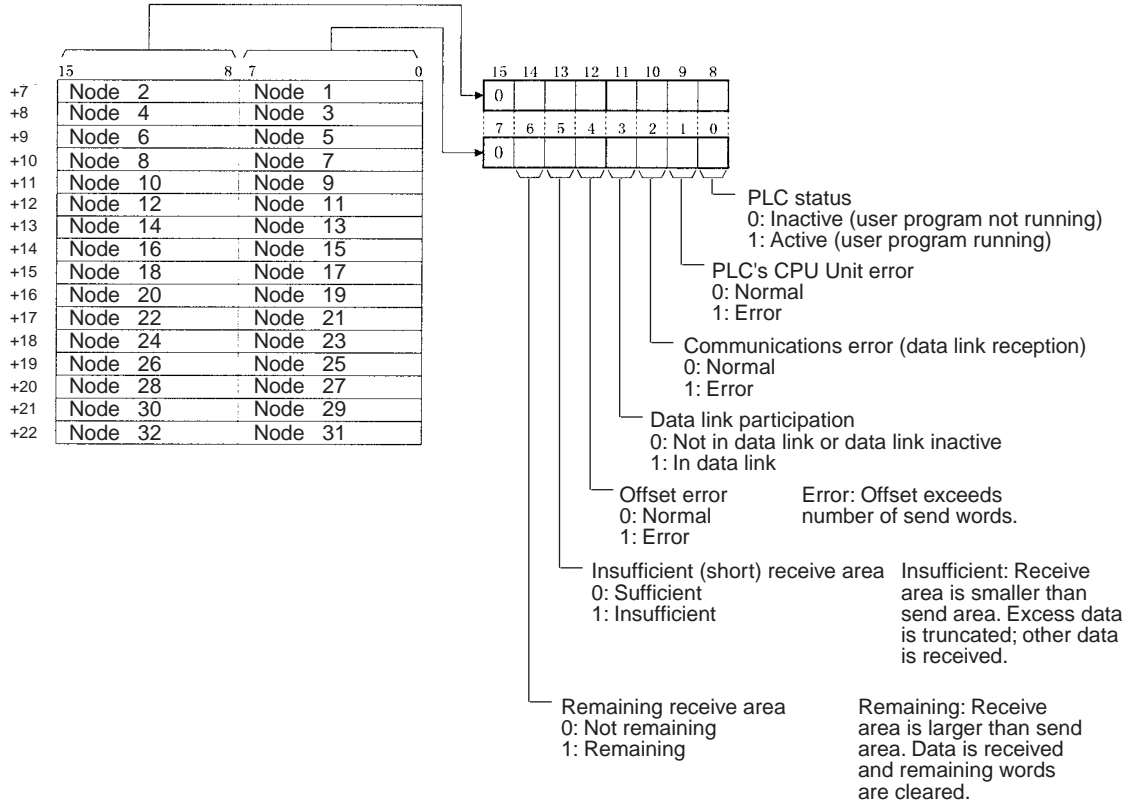 15 8 7 0
+7 Node 2 Node 1
+8 Node 4 Node 3
+9 Node 6 Node 5
+10 Node 8 Node 7
+11 Node 10 Node 9
+12 Node 12 Node 11
+13 Node 14 Node 13
+14 Node 16 Node 15
+15 Node 18 Node 17
+16 Node 20 Node 19
+17 Node 22 Node 21
+18 Node 24 Node 23
+19 Node 26 Node 25
+20 Node 28 Node 27
+21 Node 30 Node 29
+22 Node 32 Node 31
15 14 13 12 11 10 9 8
0
7 6 5 4 3 2 1 0
0
PLC status
0: Inactive (user program not running)
1: Active (user program running)
PLC's CPU Unit error
0: Normal
1: Error
Communications error (data link reception)
0: Normal
1: Error
Data link participation
0: Not in data link or data link inactive
1: In data link
Offset error
0: Normal
1: Error
Error: Offset exceeds
number of send words.
Insufficient (short) receive area
0: Sufficient
1: Insufficient
Insufficient: Receive
area is smaller than
send area. Excess data
is truncated; other data
is received.
Remaining receive area
0: Not remaining
1: Remaining
Remaining: Receive
area is larger than send
area. Data is received
and remaining words
are cleared.